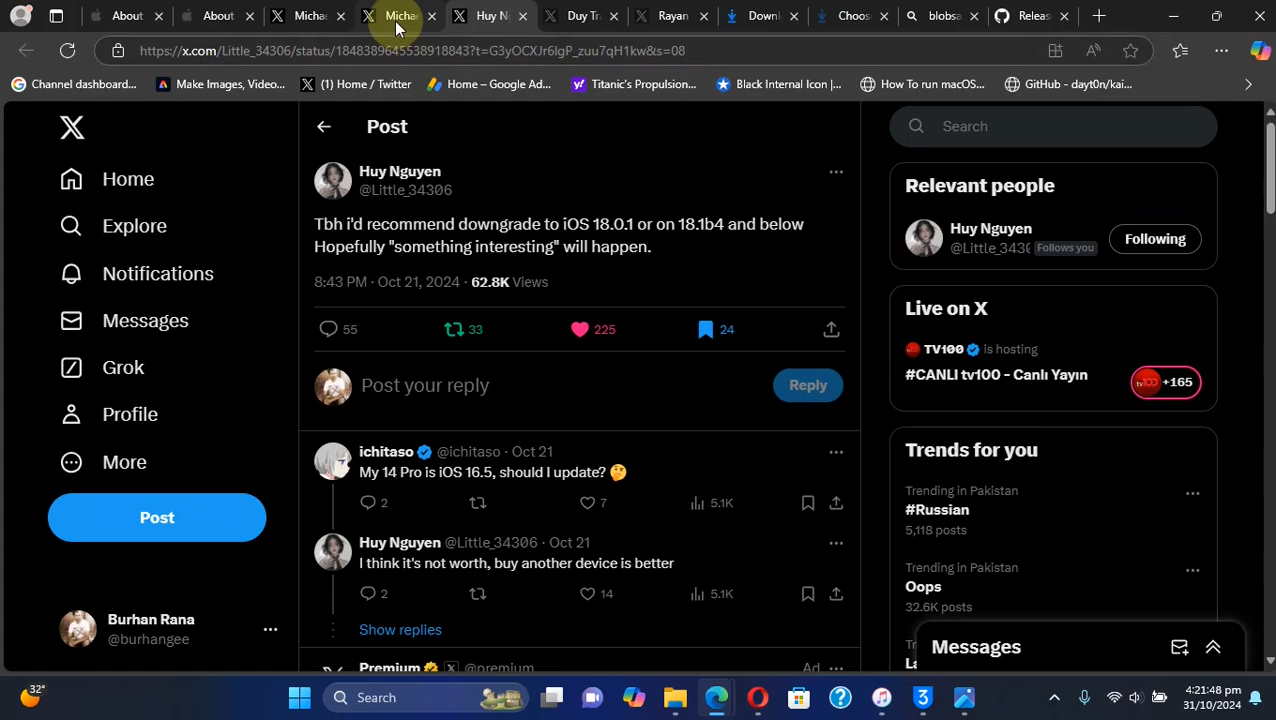 About
About
Michae
Michae
Huy N
Duy Tra
Rayan
Downl
Choos
blobsa
Releas
https://x.com/Little_34306/status/1848389645538918843?t=G3yOCXJr6lgP_zuu7qH1kw&s=08
Channel dashboard...
Make Images, Quizz...
(1) Home / Twitter
Home – Google Ad...
Titanic's Propulsion...
Black Internal Icon |...
How To run macOS...
GitHub - dayt0n/kai...
Post
Home
Explore
Notifications
Messages
Grok
Profile
More
Post
Burhan Rana
@burhangee
Huy Nguyen
@Little_34306
Tbh i'd recommend downgrade to iOS 18.0.1 or on 18.1b4 and below
Hopefully "something interesting" will happen.
8:43 PM · Oct 21, 2024 · 62.8K Views
55
33
225
24
Post your reply
Reply
ichitaso @ichitaso · Oct 21
My 14 Pro is iOS 16.5, should I update? 🤔
2
7
5.1K
Huy Nguyen @Little_34306 · Oct 21
I think it's not worth, buy another device is better
2
14
5.1K
Show replies
Premium @premium
Ad
Search
Relevant people
Huy Nguyen
@Little_343( Follows you
Following
Live on X
TV100 is hosting
#CANLI tv100 – Canlı Yayın
+165
Trends for you
Trending in Pakistan
#Russian
5,118 posts
Trending in Pakistan
Oops
32.6K posts
Messages
32°
Search
4:21:48 pm
31/10/2024